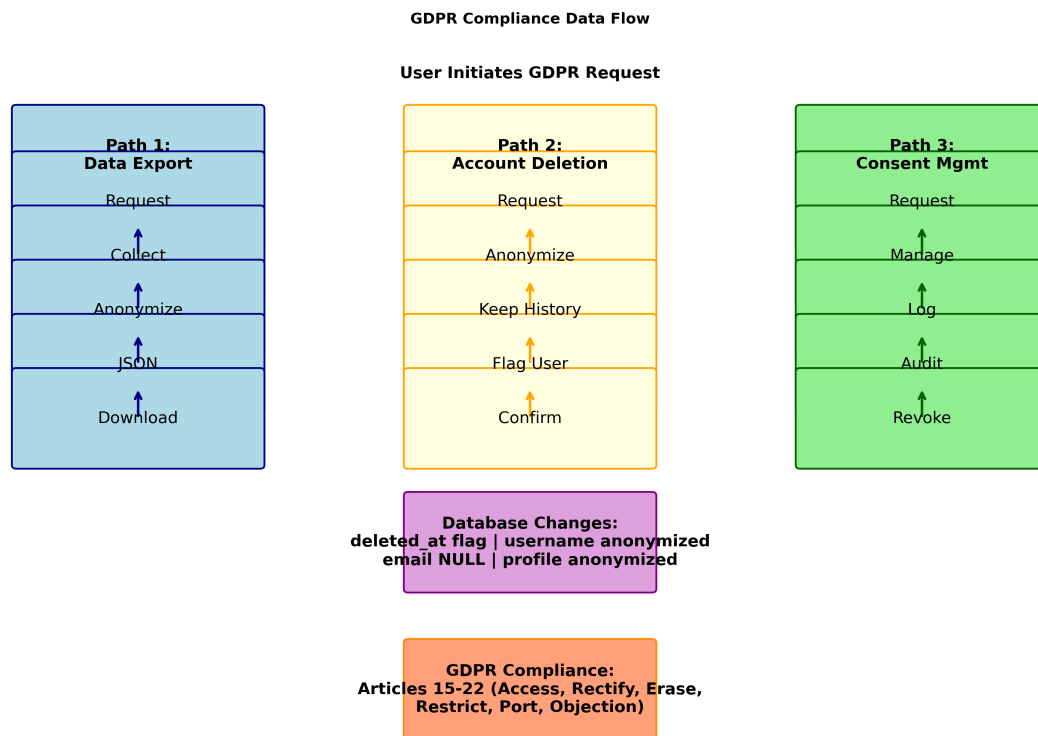 GDPR Compliance Data Flow
User Initiates GDPR Request
Path 1:
Data Export
Request
Collect
Anonymize
JSON
Download
Path 2:
Account Deletion
Request
Anonymize
Keep History
Flag User
Confirm
Path 3:
Consent Mgmt
Request
Manage
Log
Audit
Revoke
Database Changes:
deleted_at flag | username anonymized
email NULL | profile anonymized
GDPR Compliance:
Articles 15-22 (Access, Rectify, Erase,
Restrict, Port, Objection)